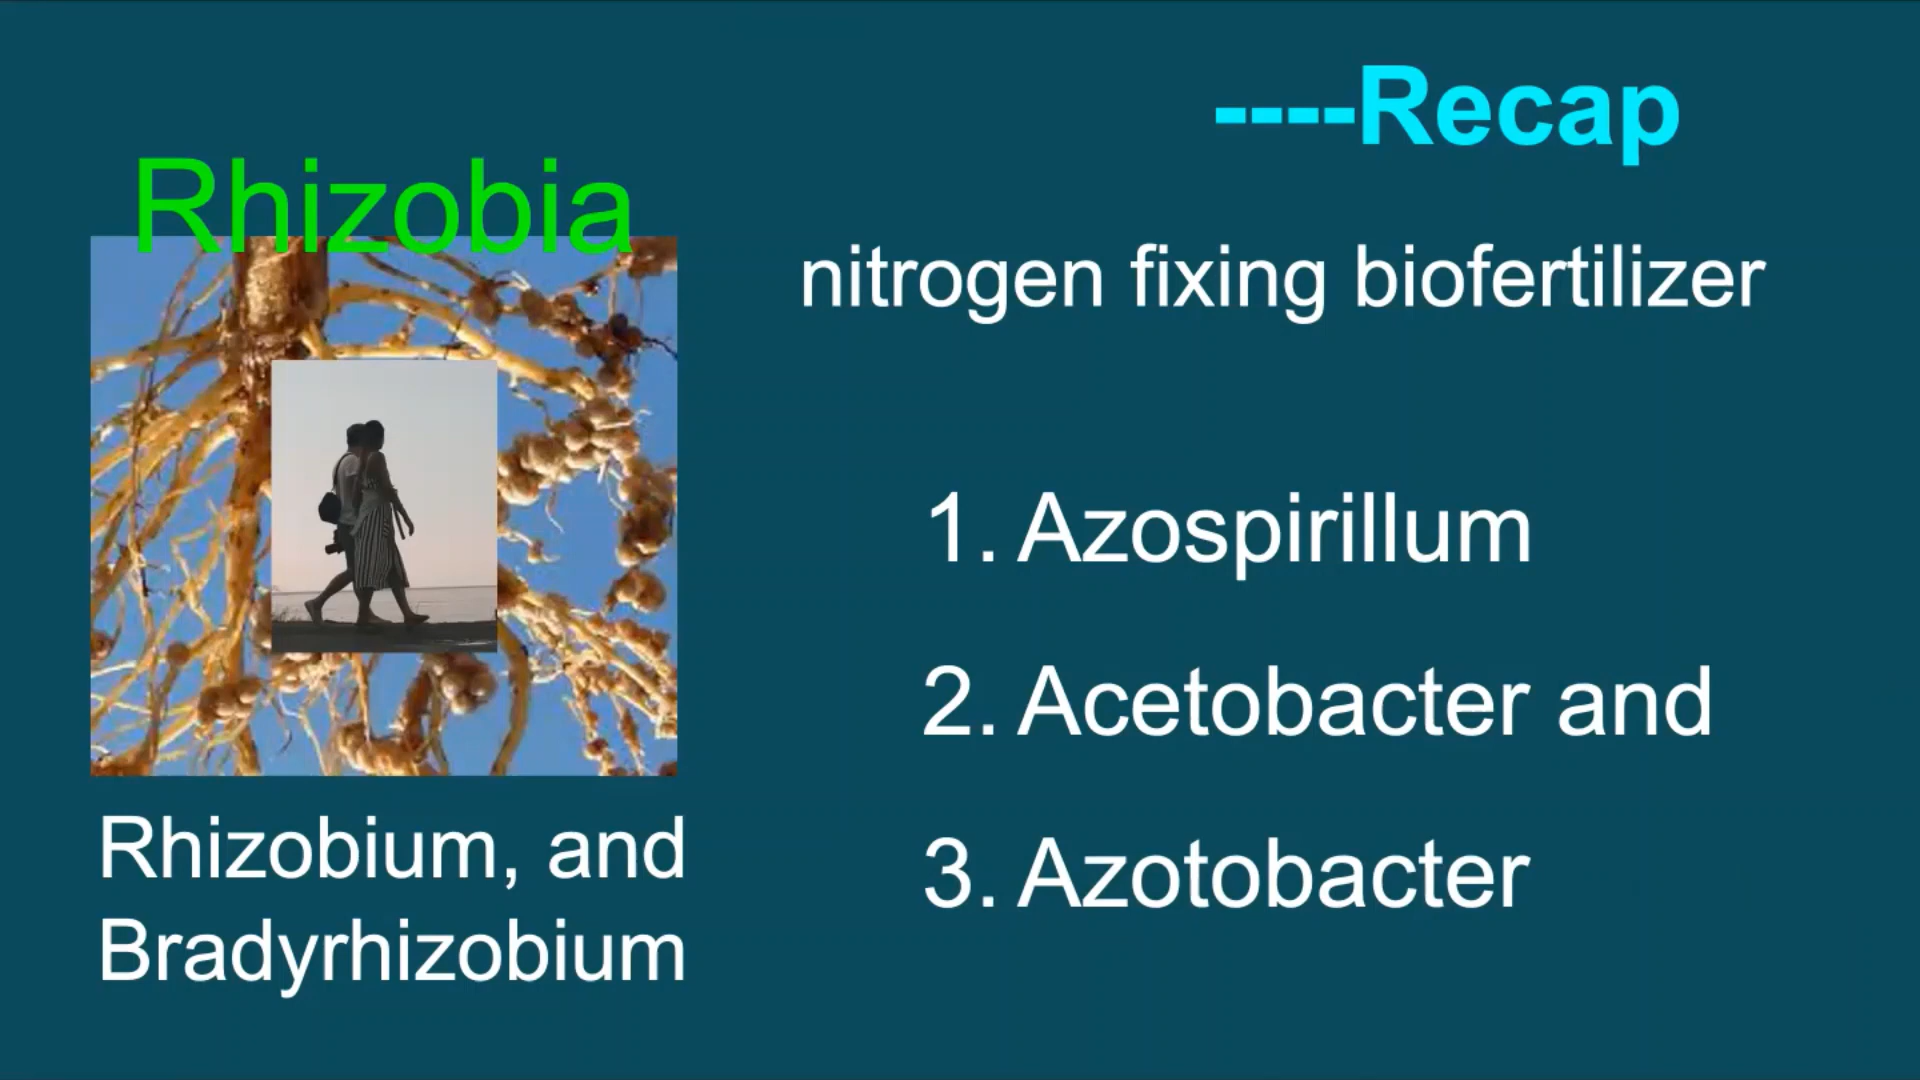 ----Recap
Rhizobia
nitrogen fixing biofertilizer
1. Azospirillum
2. Acetobacter and
3. Azotobacter
Rhizobium, and
Bradyrhizobium